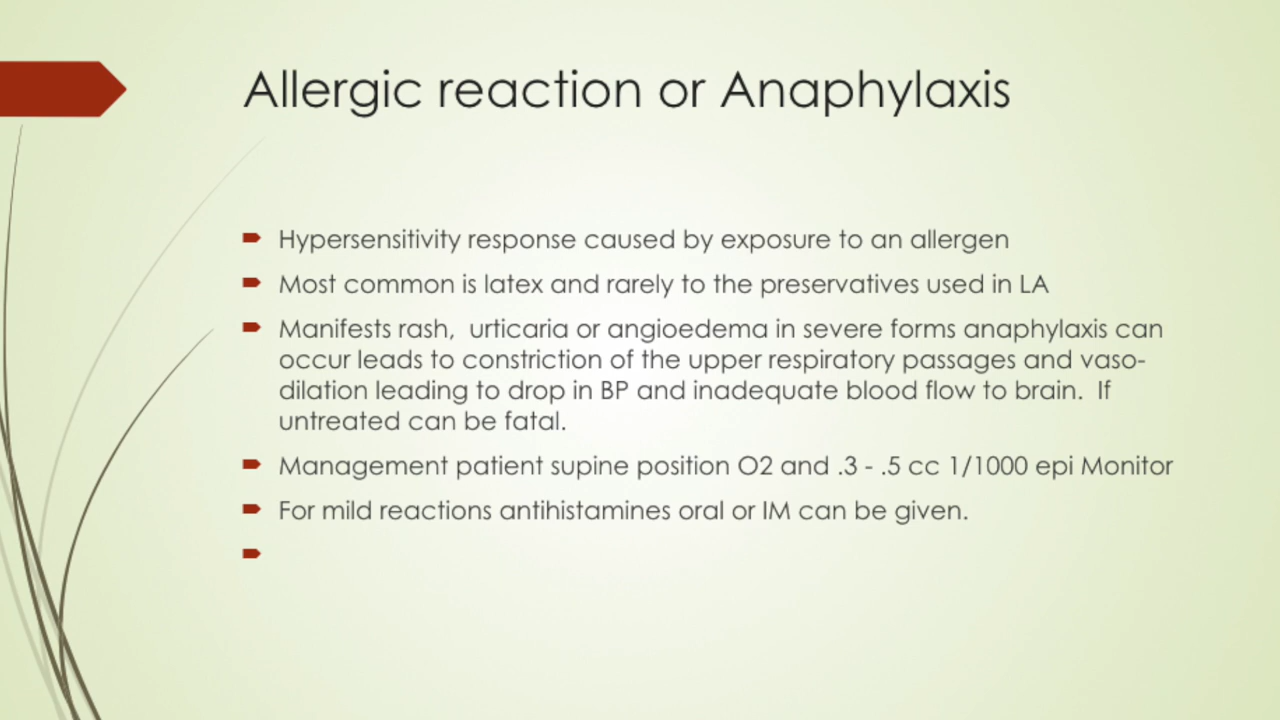 Allergic reaction or Anaphylaxis
Hypersensitivity response caused by exposure to an allergen
Most common is latex and rarely to the preservatives used in LA
Manifests rash,  urticaria or angioedema in severe forms anaphylaxis can
occur leads to constriction of the upper respiratory passages and vaso-
dilation leading to drop in BP and inadequate blood flow to brain.  If
untreated can be fatal.
Management patient supine position O2 and .3 - .5 cc 1/1000 epi Monitor
For mild reactions antihistamines oral or IM can be given.